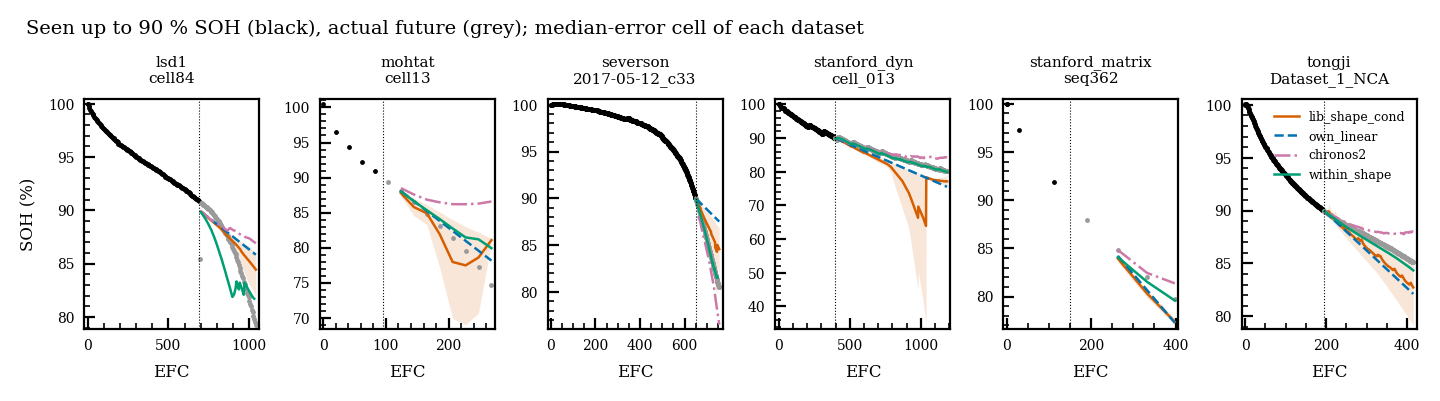 Seen up to 90 % SOH (black), actual future (grey); median-error cell of each dataset
lsd1
cell84
mohtat
cell13
severson
2017-05-12_c33
stanford_dyn
cell_013
stanford_matrix
seq362
tongji
Dataset_1_NCA
SOH (%)
100
95
90
85
80
0
500
1000
EFC
100
95
90
85
80
75
70
0
100
200
EFC
100
95
90
85
80
0
200
400
600
EFC
100
90
80
70
60
50
40
0
500
1000
EFC
100
95
90
85
80
0
200
400
EFC
100
95
90
85
80
0
200
400
EFC
lib_shape_cond
own_linear
chronos2
within_shape